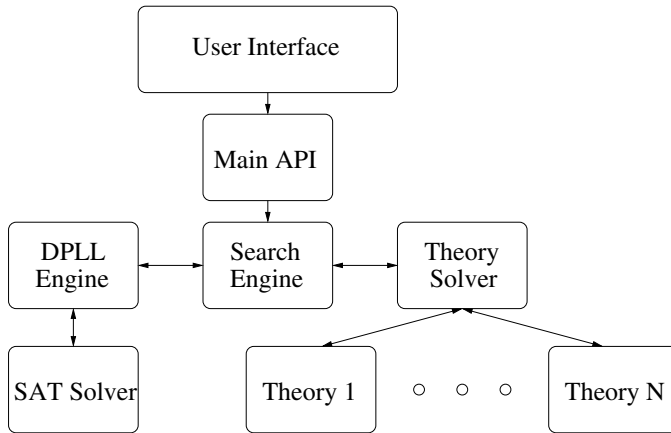 User Interface
Main API
DPLL
Engine
Search
Engine
Theory
Solver
SAT Solver
Theory 1
Theory N